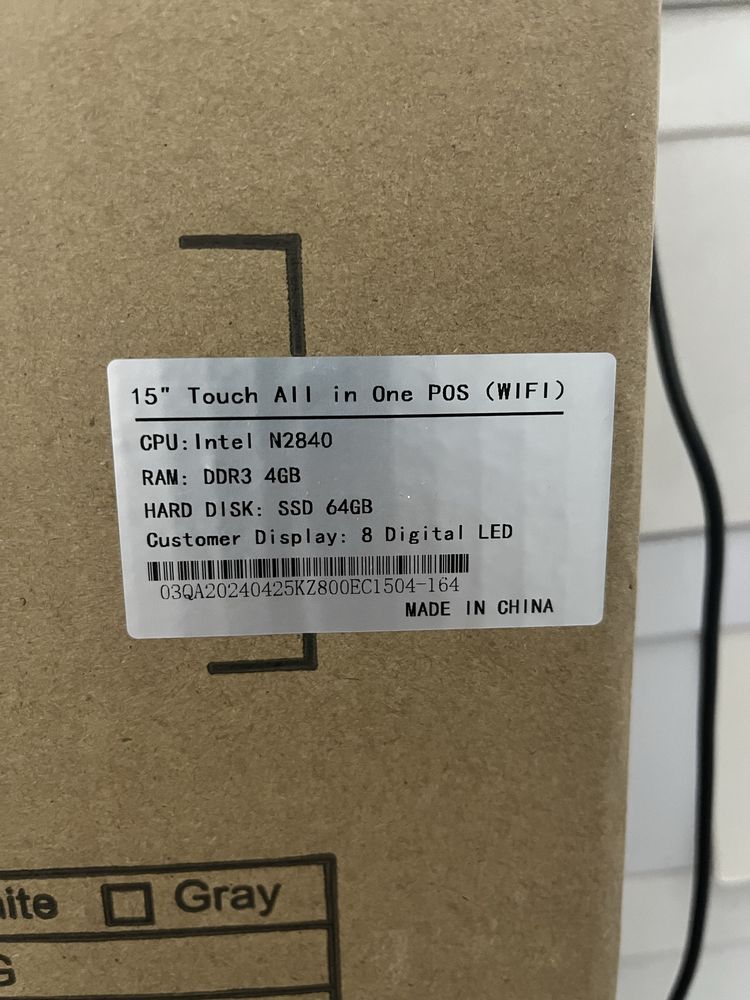 15" Touch All in One POS (WIFI)
CPU:Intel N2840
RAM: DDR3 4GB
HARD DISK: SSD 64GB
Customer Display: 8 Digital LED
03QA20240425KZ800EC1504-164
MADE IN CHINA
Gray